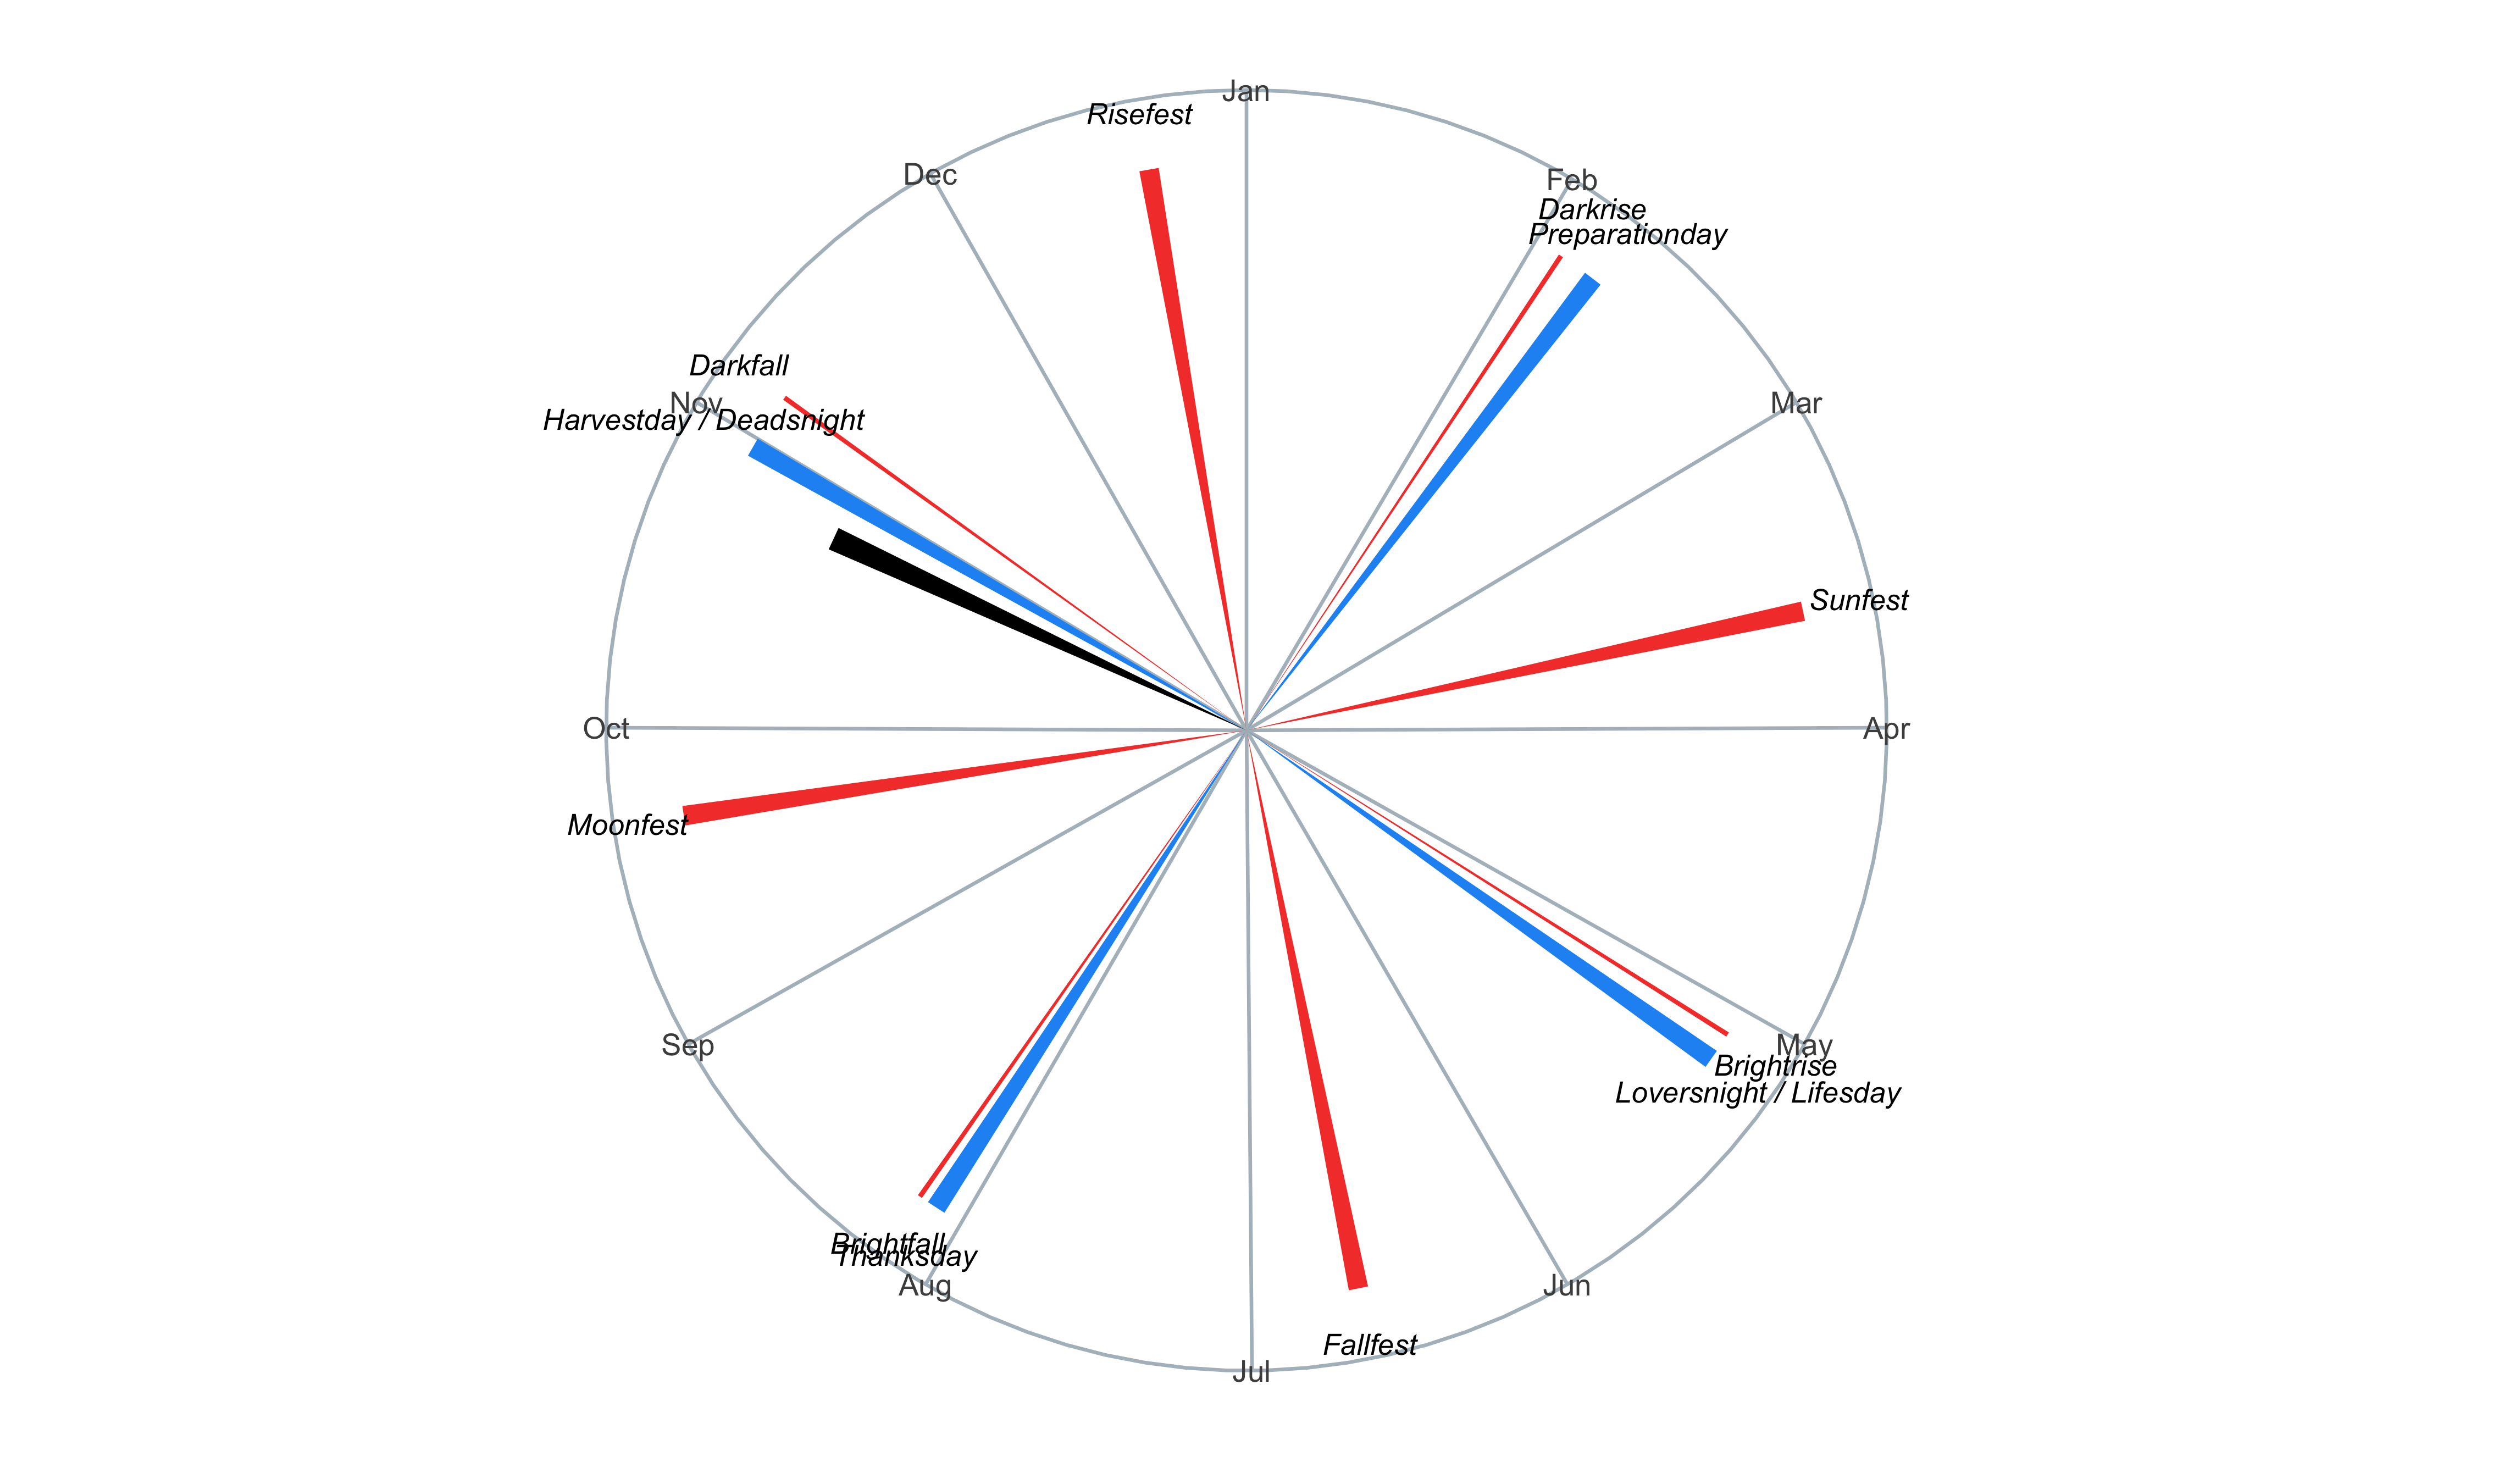 Jan
Risefest
Dec
Feb
Darkrise
Preparationday
Darkfall
Nov
Mar
Harvestday / Deadsnight
Sunfest
Oct
Apr
Moonfest
Sep
May
Brightrise
Loversnight / Lifesday
Brightfall
Thanksday
Aug
Jun
Fallfest
Jul